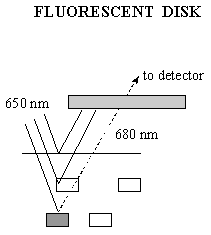 FLUORESCENT DISK
to detector
650 nm
680 nm